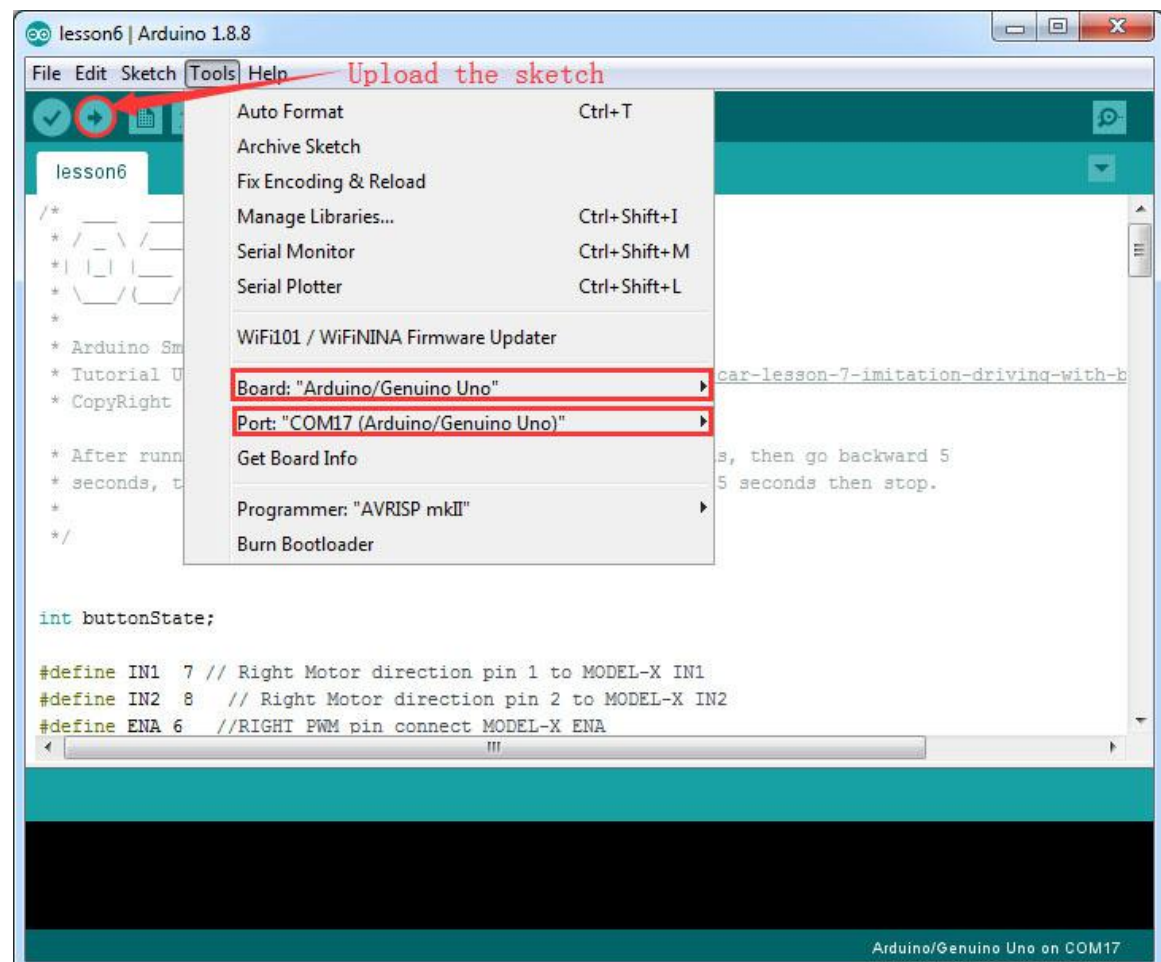 lesson6 | Arduino 1.8.8
File Edit Sketch Tools Help
Upload the sketch
Auto Format Ctrl+T
Archive Sketch
Fix Encoding & Reload
Manage Libraries... Ctrl+Shift+I
Serial Monitor Ctrl+Shift+M
Serial Plotter Ctrl+Shift+L
WiFi101 / WiFiNINA Firmware Updater
Board: "Arduino/Genuino Uno"
Port: "COM17 (Arduino/Genuino Uno)"
Get Board Info
Programmer: "AVRISP mkII"
Burn Bootloader
lesson6
/* ___ ___
* / _ \ /___
*| |_| |___
* \___/(___/
*
* Arduino Sm
* Tutorial U car-lesson-7-imitation-driving-with-b
* CopyRight
* After runn s, then go backward 5
* seconds, t 5 seconds then stop.
*
*/
int buttonState;
#define IN1 7 // Right Motor direction pin 1 to MODEL-X IN1
#define IN2 8 // Right Motor direction pin 2 to MODEL-X IN2
#define ENA 6 //RIGHT PWM pin connect MODEL-X ENA
Arduino/Genuino Uno on COM17